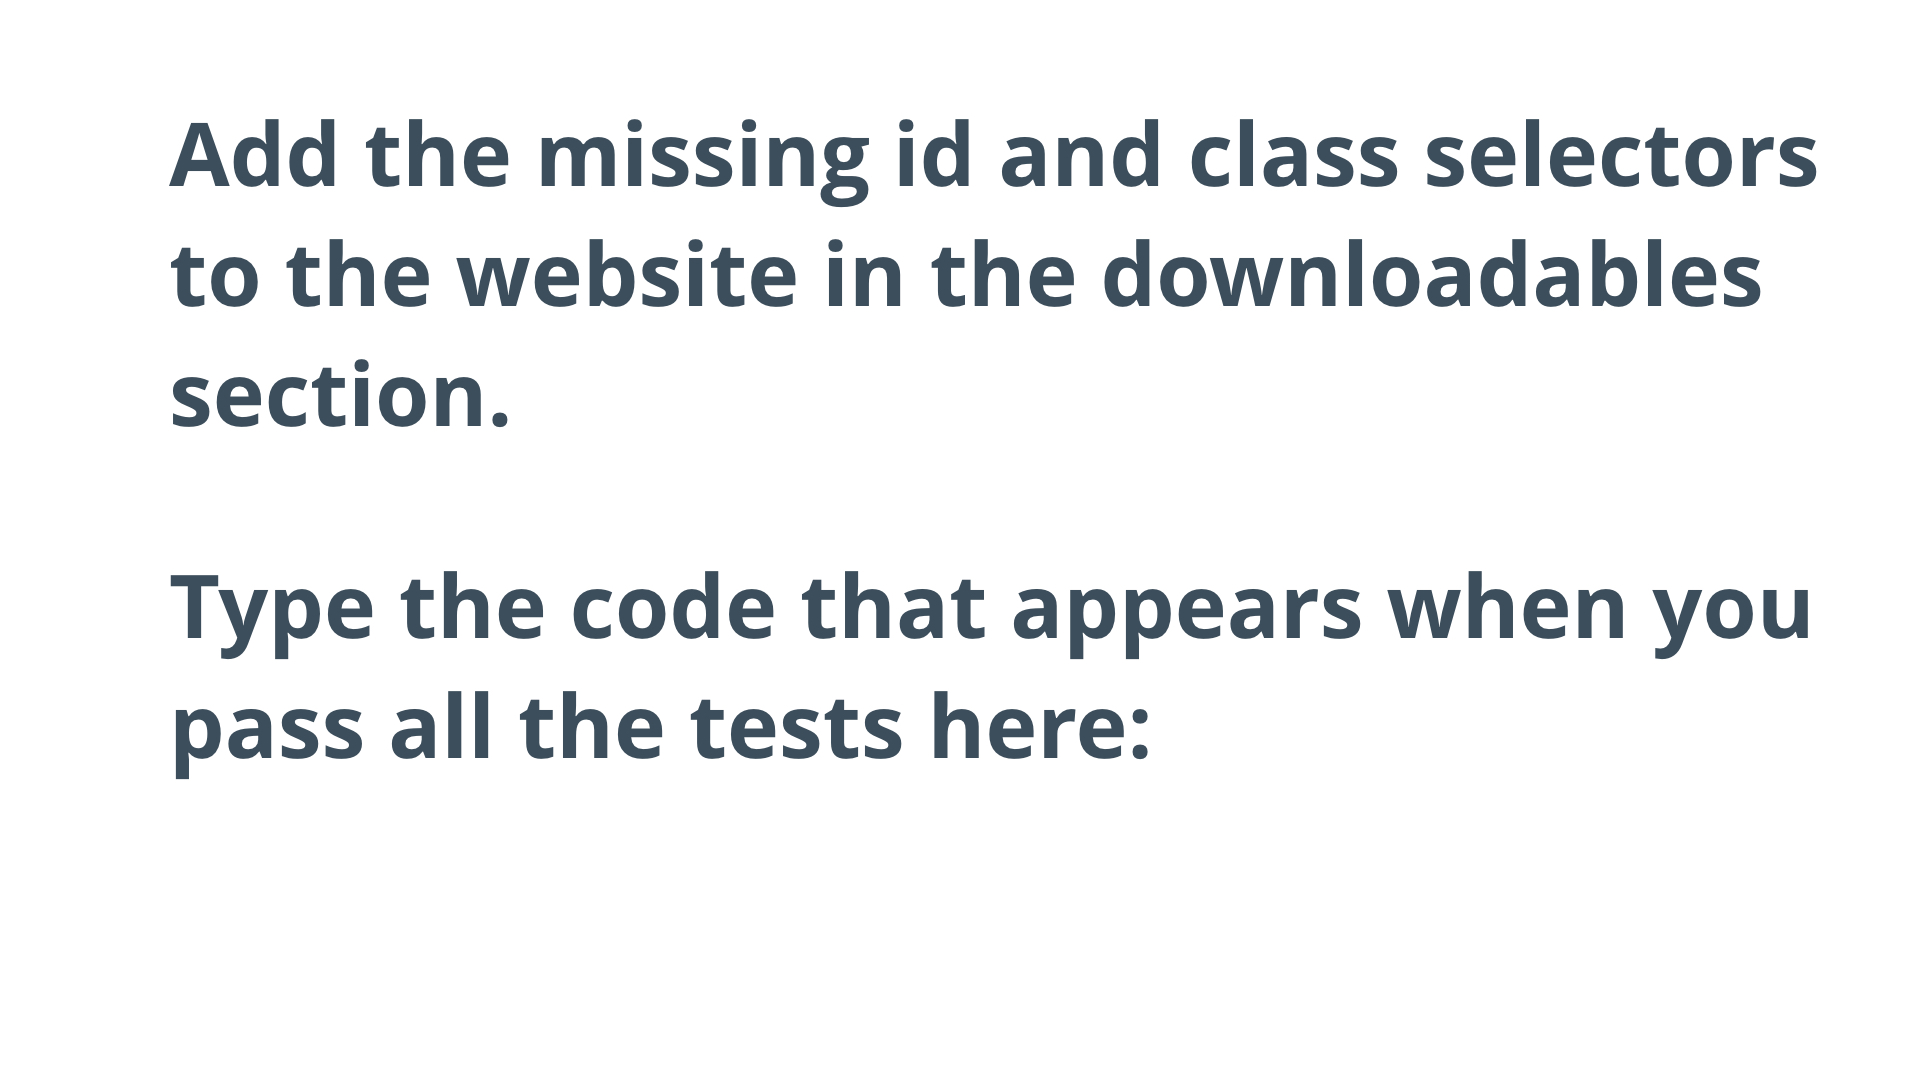 Add the missing id and class selectors
to the website in the downloadables
section.
Type the code that appears when you
pass all the tests here: